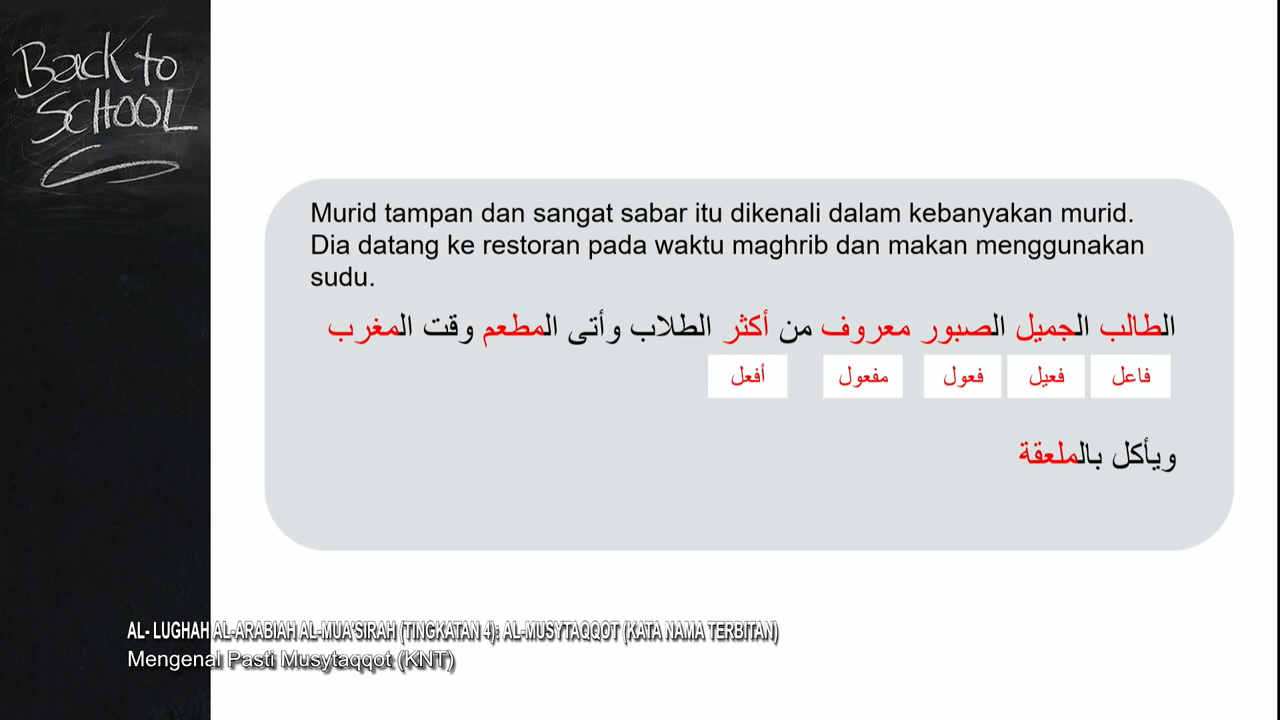 Back to
SCHOOL
Murid tampan dan sangat sabar itu dikenali dalam kebanyakan murid.
Dia datang ke restoran pada waktu maghrib dan makan menggunakan
sudu.
الطالب الجميل الصبور معروف من أكثر الطلاب وأتى المطعم وقت المغرب
فاعل فعيل فعول مفعول أفعل
ويأكل بالملعقة
AL- LUGHAH AL-ARABIAH AL-MUA'SIRAH (TINGKATAN 4): AL-MUSYTAQQOT (KATA NAMA TERBITAN)
Mengenal Pasti Musytaqqot (KNT)